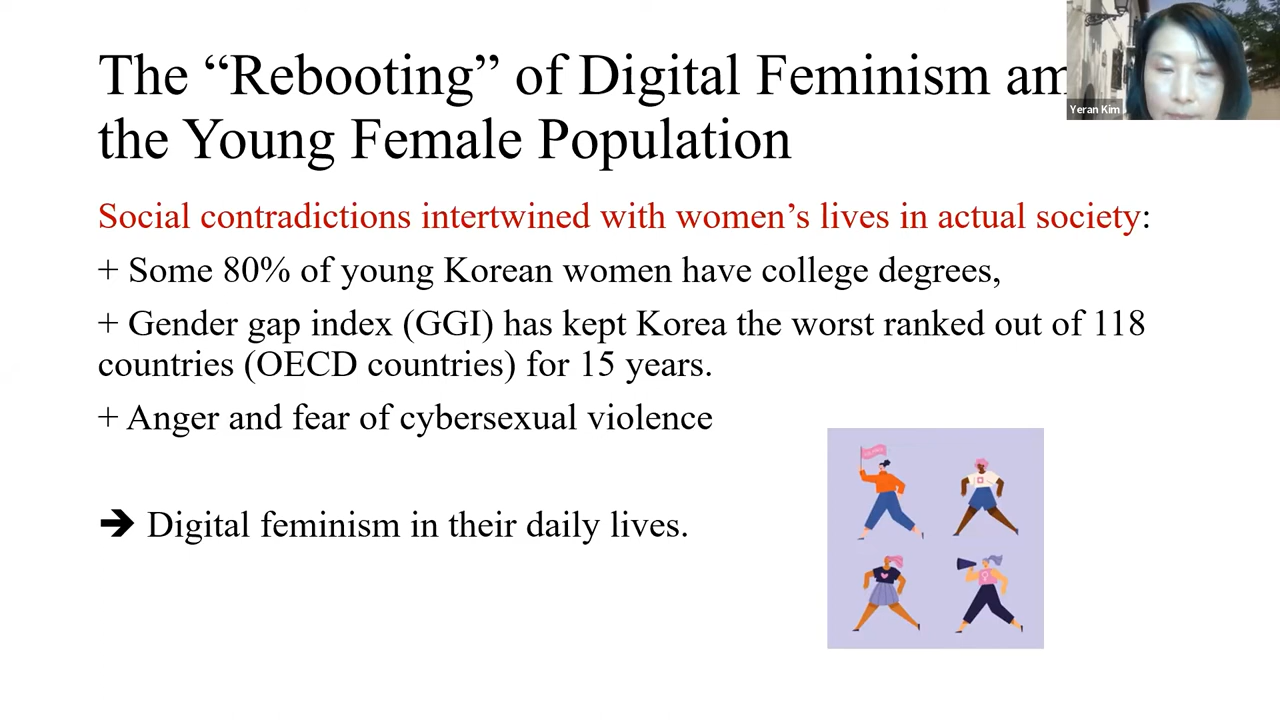 The “Rebooting” of Digital Feminism am
the Young Female Population
Yeran Kim
Social contradictions intertwined with women’s lives in actual society:
+ Some 80% of young Korean women have college degrees,
+ Gender gap index (GGI) has kept Korea the worst ranked out of 118
countries (OECD countries) for 15 years.
+ Anger and fear of cybersexual violence
➔ Digital feminism in their daily lives.